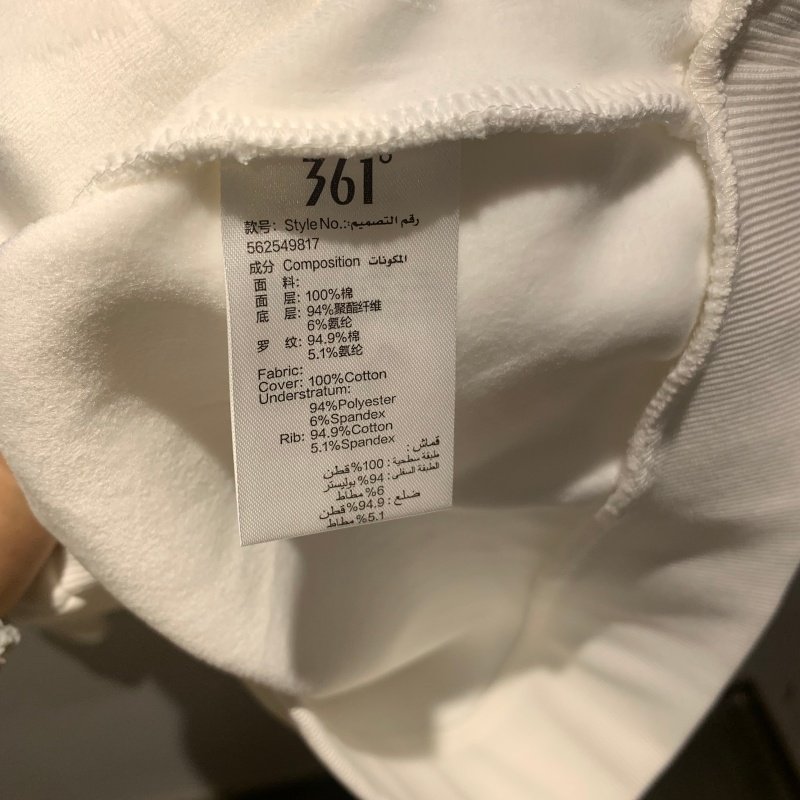 361°
款号: Style No.: رقم التصميم:
562549817
成分 Composition المكونات
面 料:
面 层: 100%棉
底 层: 94%聚酯纤维
6%氨纶
罗 纹: 94.9%棉
5.1%氨纶
Fabric:
Cover: 100%Cotton
Understratum:
94%Polyester
6%Spandex
Rib: 94.9%Cotton
5.1%Spandex
قماش:
طبقة سطحية: 100% قطن
الطبقة السفلى: 94% بوليستر
6% مطاط
ضلع: 94.9% قطن
5.1% مطاط